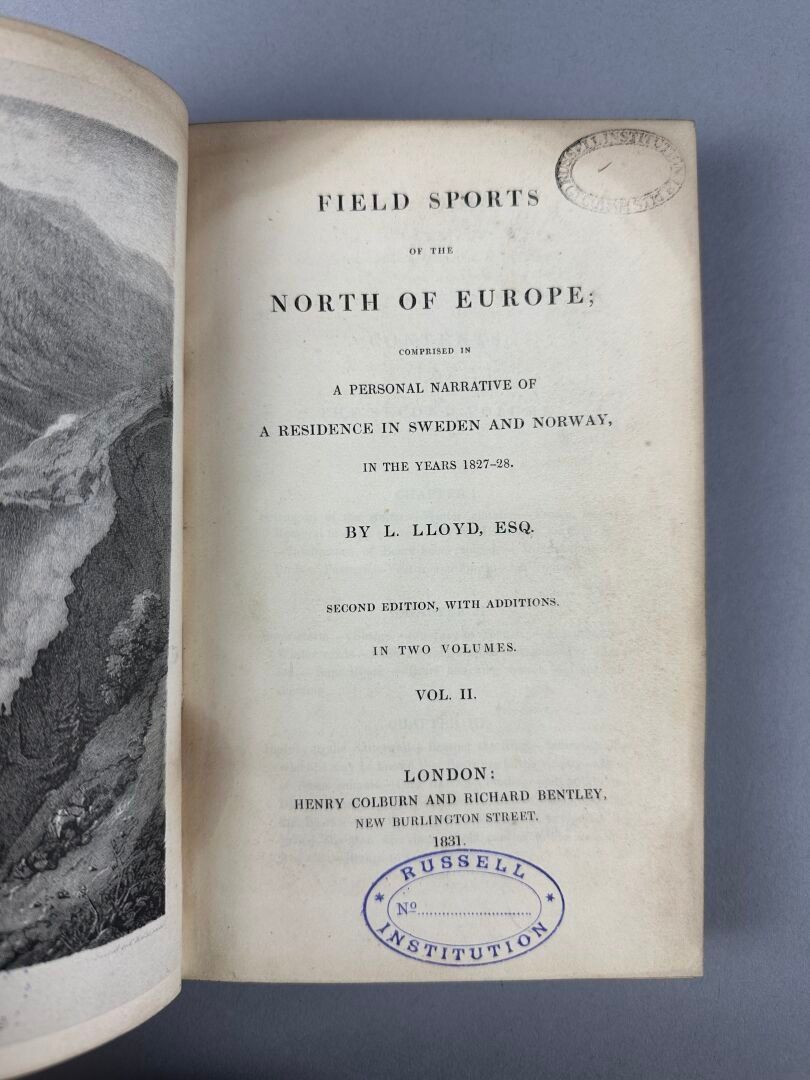 RUSSELL INSTITUTION
FIELD SPORTS
OF THE
NORTH OF EUROPE;
COMPRISED IN
A PERSONAL NARRATIVE OF
A RESIDENCE IN SWEDEN AND NORWAY,
IN THE YEARS 1827-28.
BY L. LLOYD, ESQ.
SECOND EDITION, WITH ADDITIONS.
IN TWO VOLUMES.
VOL. II.
LONDON:
HENRY COLBURN AND RICHARD BENTLEY,
NEW BURLINGTON STREET.
1831.
RUSSELL
Nº
INSTITUTION